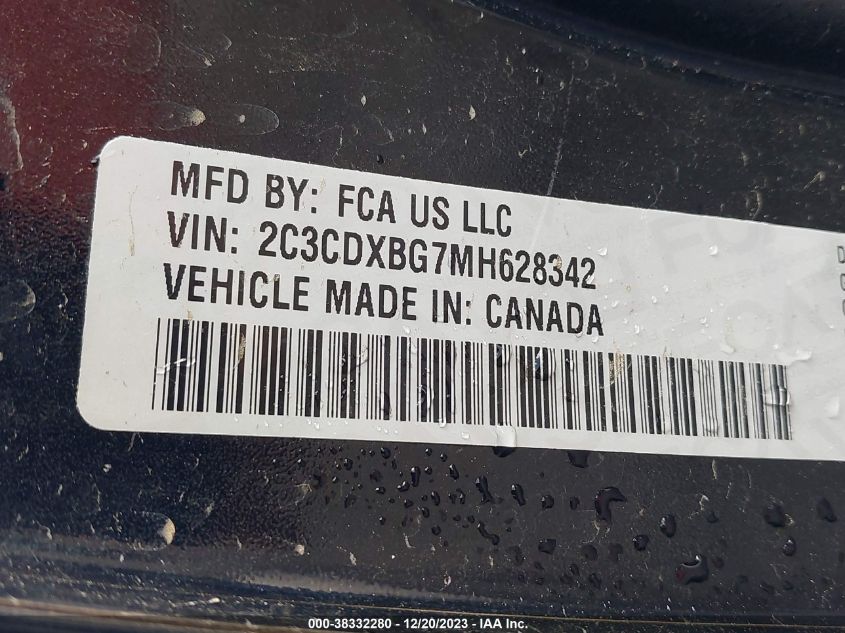 MFD BY: FCA US LLC
VIN: 2C3CDXBG7MH628342
VEHICLE MADE IN: CANADA
000-38332280 - 12/20/2023 - IAA Inc.